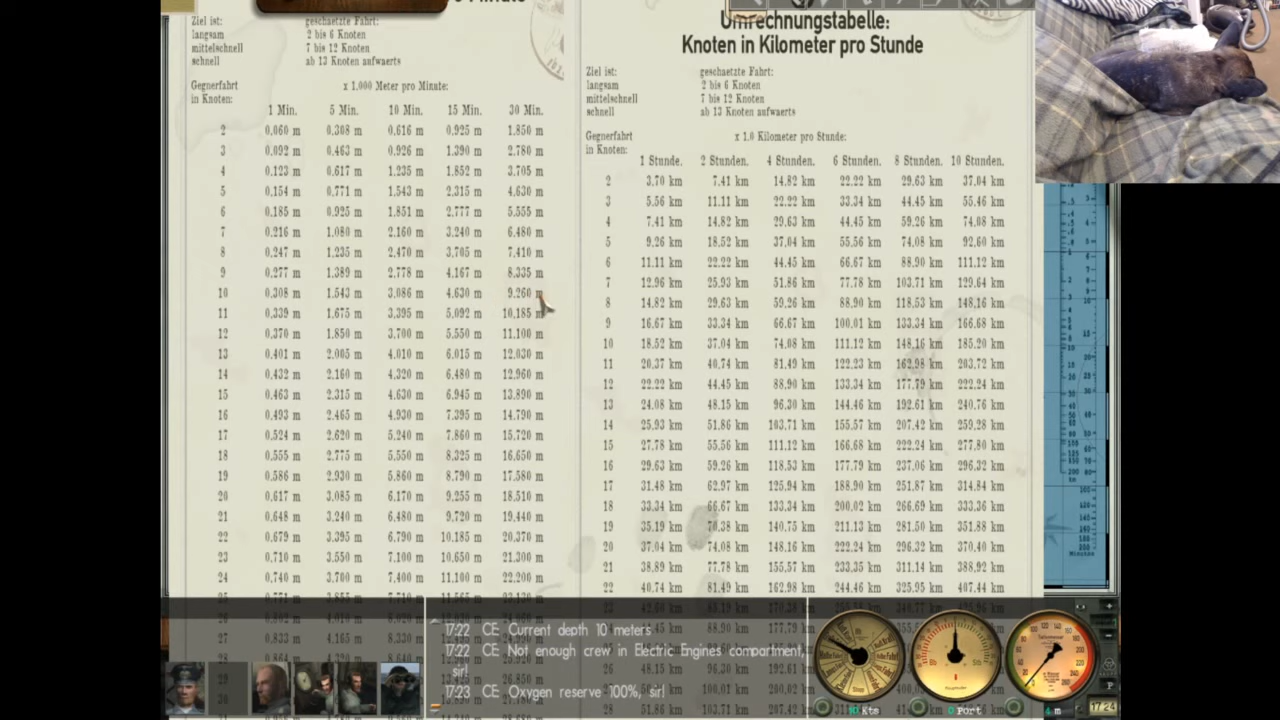 Minute
Ziel ist: geschaetzte Fahrt:
langsam 2 bis 6 Knoten
mittelschnell 7 bis 12 Knoten
schnell ab 13 Knoten aufwaerts
Gegnerfahrt x 1.000 Meter pro Minute:
in Knoten:
1 Min. 5 Min. 10 Min. 15 Min. 30 Min.
2 0,060 m 0,308 m 0,616 m 0,925 m 1,850 m
3 0,092 m 0,463 m 0,926 m 1,390 m 2,780 m
4 0,123 m 0,617 m 1,235 m 1,852 m 3,705 m
5 0,154 m 0,771 m 1,543 m 2,315 m 4,630 m
6 0,185 m 0,925 m 1,851 m 2,777 m 5,555 m
7 0,216 m 1,080 m 2,160 m 3,240 m 6,480 m
8 0,247 m 1,235 m 2,470 m 3,705 m 7,410 m
9 0,277 m 1,389 m 2,778 m 4,167 m 8,335 m
10 0,308 m 1,543 m 3,086 m 4,630 m 9,260 m
11 0,339 m 1,675 m 3,395 m 5,092 m 10,185 m
12 0,370 m 1,850 m 3,700 m 5,550 m 11,100 m
13 0,401 m 2,005 m 4,010 m 6,015 m 12,030 m
14 0,432 m 2,160 m 4,320 m 6,480 m 12,960 m
15 0,463 m 2,315 m 4,630 m 6,945 m 13,890 m
16 0,493 m 2,465 m 4,930 m 7,395 m 14,790 m
17 0,524 m 2,620 m 5,240 m 7,860 m 15,720 m
18 0,555 m 2,775 m 5,550 m 8,325 m 16,650 m
19 0,586 m 2,930 m 5,860 m 8,790 m 17,580 m
20 0,617 m 3,085 m 6,170 m 9,255 m 18,510 m
21 0,648 m 3,240 m 6,480 m 9,720 m 19,440 m
22 0,679 m 3,395 m 6,790 m 10,185 m 20,370 m
23 0,710 m 3,550 m 7,100 m 10,650 m 21,300 m
24 0,740 m 3,700 m 7,400 m 11,100 m 22,200 m
27 0,833 m 4,165 m 8,330
Umrechnungstabelle:
Knoten in Kilometer pro Stunde
Ziel ist: geschaetzte Fahrt:
langsam 2 bis 6 Knoten
mittelschnell 7 bis 12 Knoten
schnell ab 13 Knoten aufwaerts
Gegnerfahrt x 1.0 Kilometer pro Stunde:
in Knoten:
1 Stunde. 2 Stunden. 4 Stunden. 6 Stunden. 8 Stunden. 10 Stunden.
2 3.70 km 7.41 km 14.82 km 22.22 km 29.63 km 37.04 km
3 5.56 km 11.11 km 22.22 km 33.34 km 44.45 km 55.46 km
4 7.41 km 14.82 km 29.63 km 44.45 km 59.26 km 74.08 km
5 9.26 km 18.52 km 37.04 km 55.56 km 74.08 km 92.60 km
6 11.11 km 22.22 km 44.45 km 66.67 km 88.90 km 111.12 km
7 12.96 km 25.93 km 51.86 km 77.78 km 103.71 km 129.64 km
8 14.82 km 29.63 km 59.26 km 88.90 km 118.53 km 148.16 km
9 16.67 km 33.34 km 66.67 km 100.01 km 133.34 km 166.68 km
10 18.52 km 37.04 km 74.08 km 111.12 km 148.16 km 185.20 km
11 20.37 km 40.74 km 81.49 km 122.23 km 162.98 km 203.72 km
12 22.22 km 44.45 km 88.90 km 133.34 km 177.79 km 222.24 km
13 24.08 km 48.15 km 96.30 km 144.46 km 192.61 km 240.76 km
14 25.93 km 51.86 km 103.71 km 155.57 km 207.42 km 259.28 km
15 27.78 km 55.56 km 111.12 km 166.68 km 222.24 km 277.80 km
16 29.63 km 59.26 km 118.53 km 177.79 km 237.06 km 296.32 km
17 31.48 km 62.97 km 125.94 km 188.90 km 251.87 km 314.84 km
18 33.34 km 66.67 km 133.34 km 200.02 km 266.69 km 333.36 km
19 35.19 km 70.38 km 140.75 km 211.13 km 281.50 km 351.88 km
20 37.04 km 74.08 km 148.16 km 222.24 km 296.32 km 370.40 km
21 38.89 km 77.78 km 155.57 km 233.35 km 311.14 km 388.92 km
22 40.74 km 81.49 km 162.98 km 244.46 km 325.95 km 407.44 km
17:22 CE Current depth 10 meters
17:22 CE Not enough crew in Electric Engines compartment,
sir!
17:23 CE Oxygen reserve 100%, sir!
Kts
0 Port
m
17:24